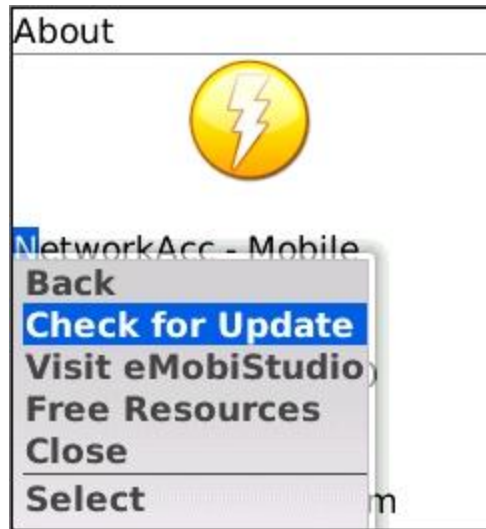 About
NetworkAcc - Mobile
Back
Check for Update
Visit eMobiStudio
Free Resources
Close
Select